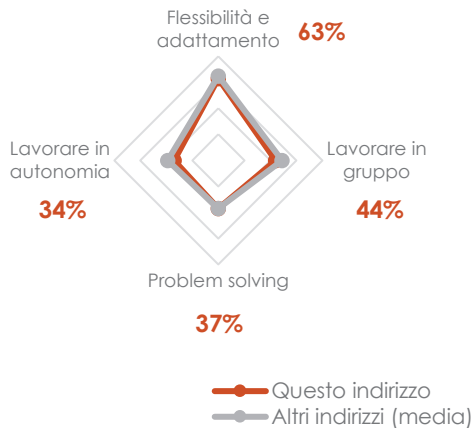 Flessibilità e
adattamento
63%
Lavorare in
autonomia
34%
Lavorare in
gruppo
44%
Problem solving
37%
Questo indirizzo
Altri indirizzi (media)